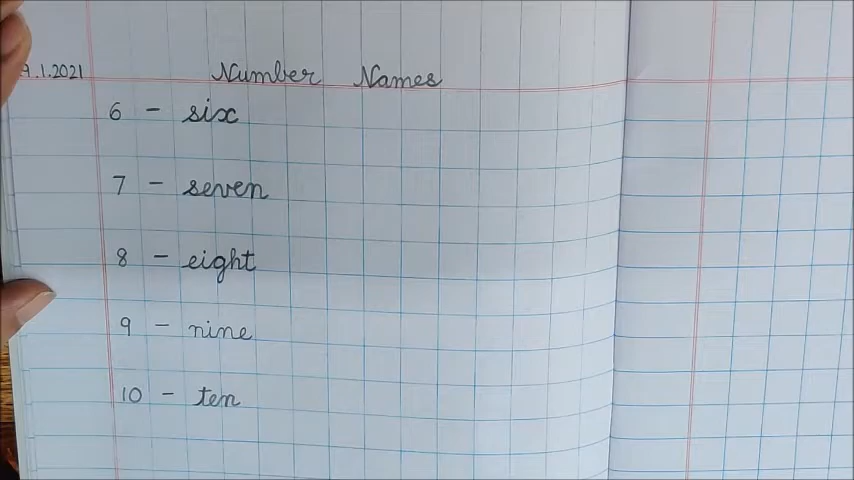 9.1.2021 Number Names
6 - six
7 - seven
8 - eight
9 - nine
10 - ten